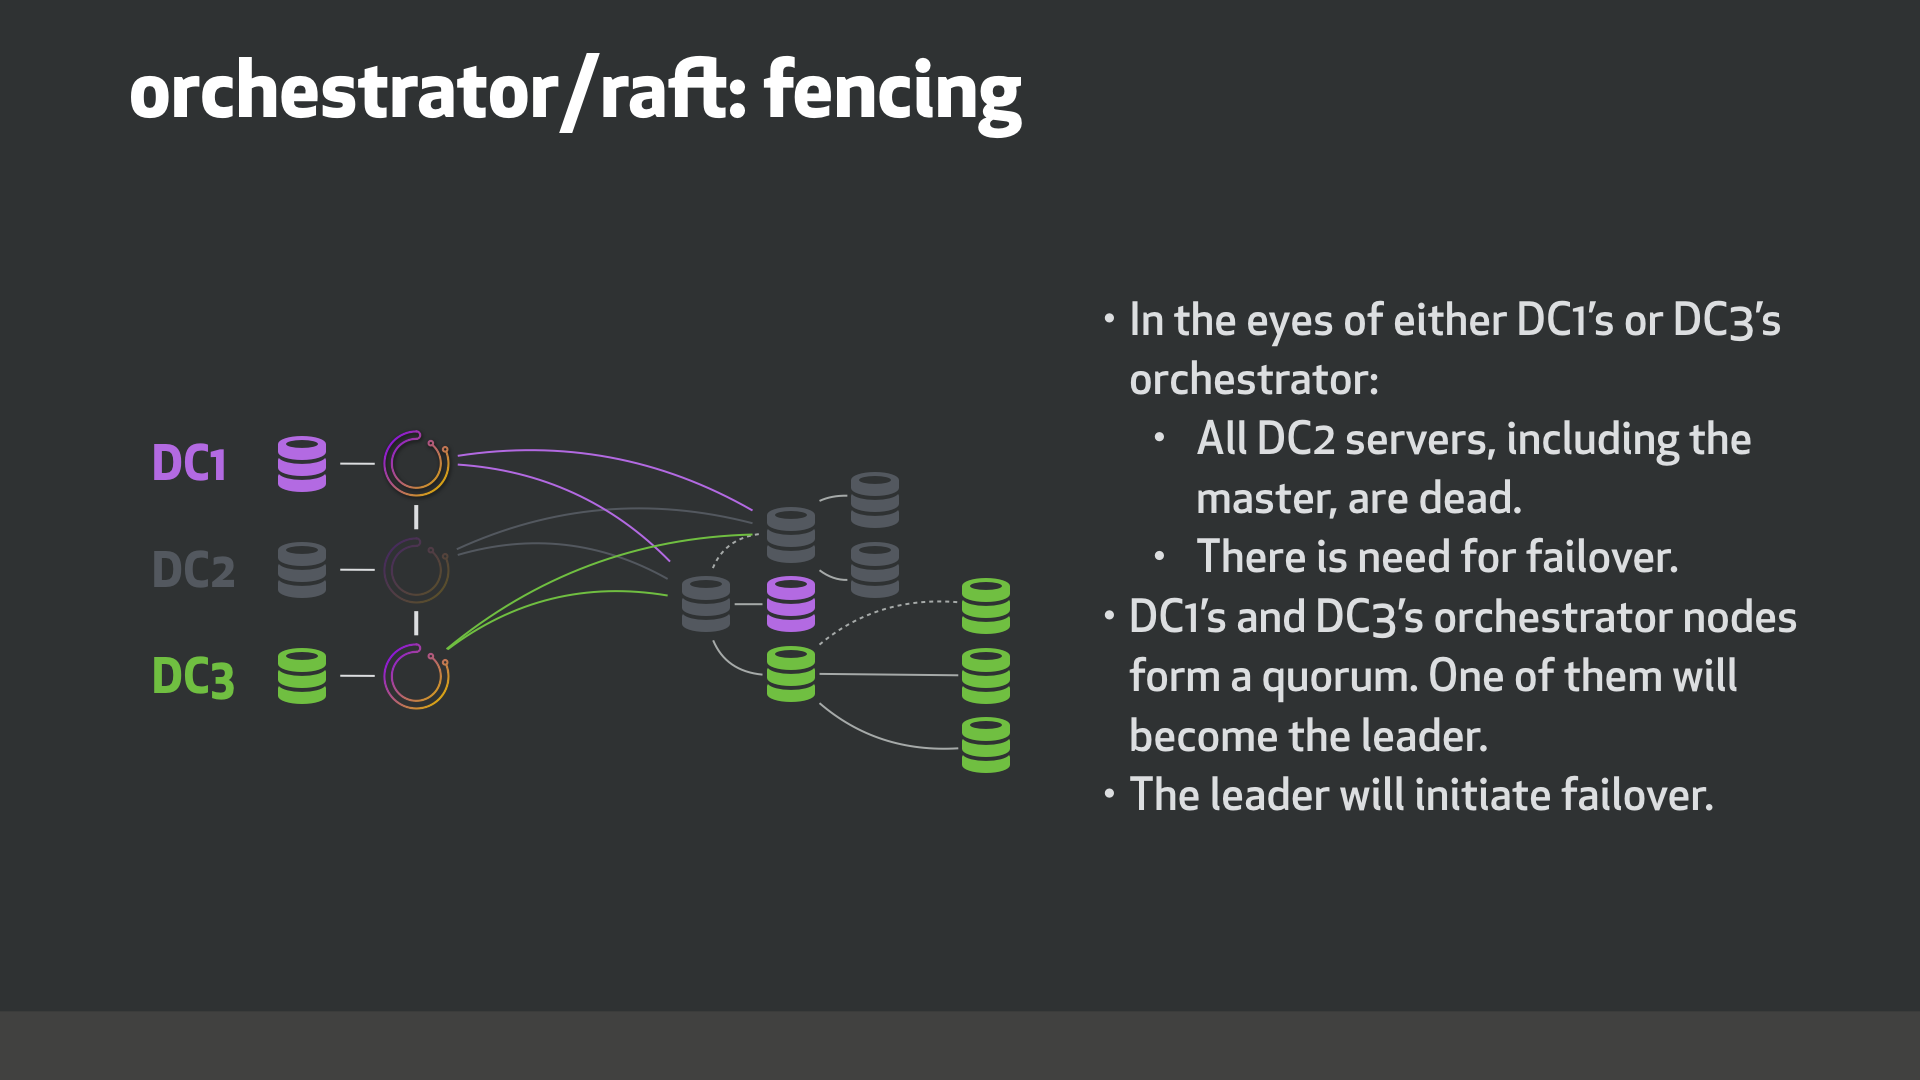 orchestrator/raft: fencing
DC1
DC2
DC3
• In the eyes of either DC1’s or DC3’s
orchestrator:
• All DC2 servers, including the
master, are dead.
• There is need for failover.
• DC1’s and DC3’s orchestrator nodes
form a quorum. One of them will
become the leader.
• The leader will initiate failover.